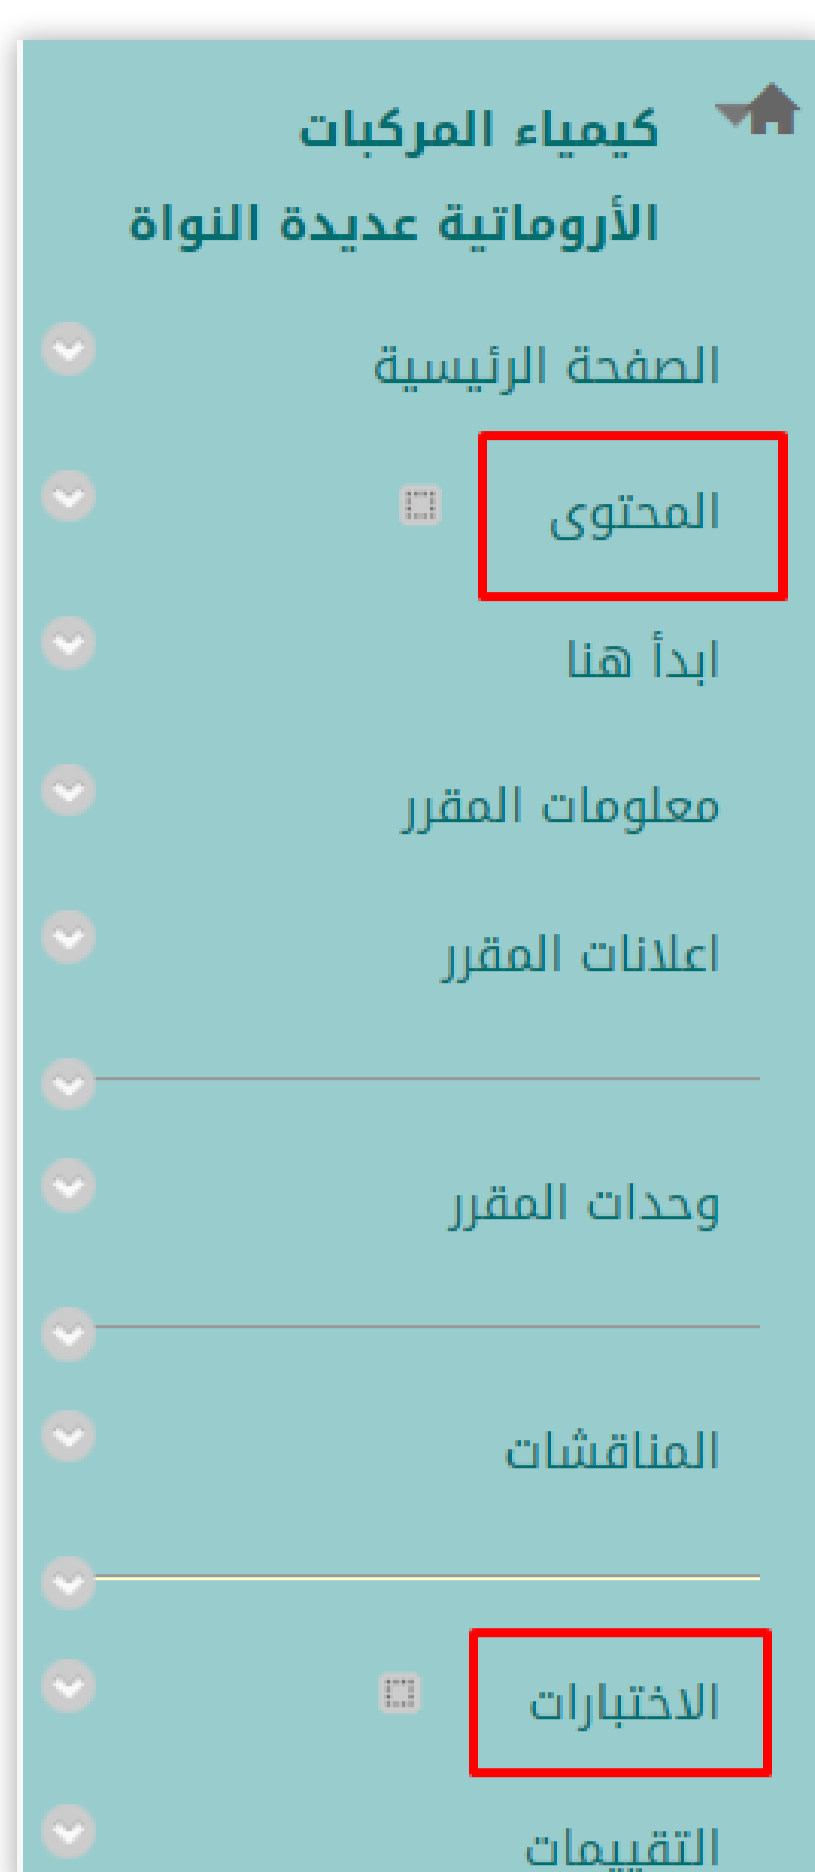 كيمياء المركبات
الأروماتية عديدة النواة
الصفحة الرئيسية
المحتوى
ابدأ هنا
معلومات المقرر
اعلانات المقرر
وحدات المقرر
المناقشات
الاختبارات
التقييمات